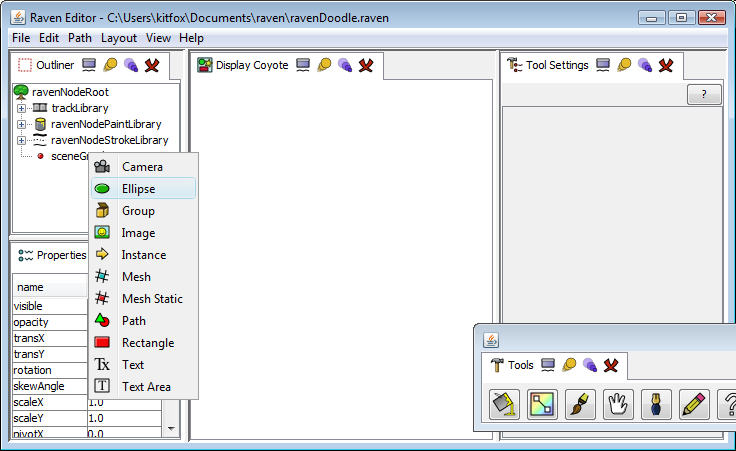 Raven Editor - C:\Users\kitfox\Documents\raven\ravenDoodle.raven
File Edit Path Layout View Help
Outliner
ravenNodeRoot
trackLibrary
ravenNodePaintLibrary
ravenNodeStrokeLibrary
Camera
Ellipse
Group
Image
Instance
Mesh
Mesh Static
Path
Rectangle
Tx Text
T Text Area
Properties
name
visible
opacity
transX
transY
rotation
skewAngle
scaleX 1.0
scaleY 1.0
pivotX 0.0
Display Coyote
Tool Settings
?
Tools
?